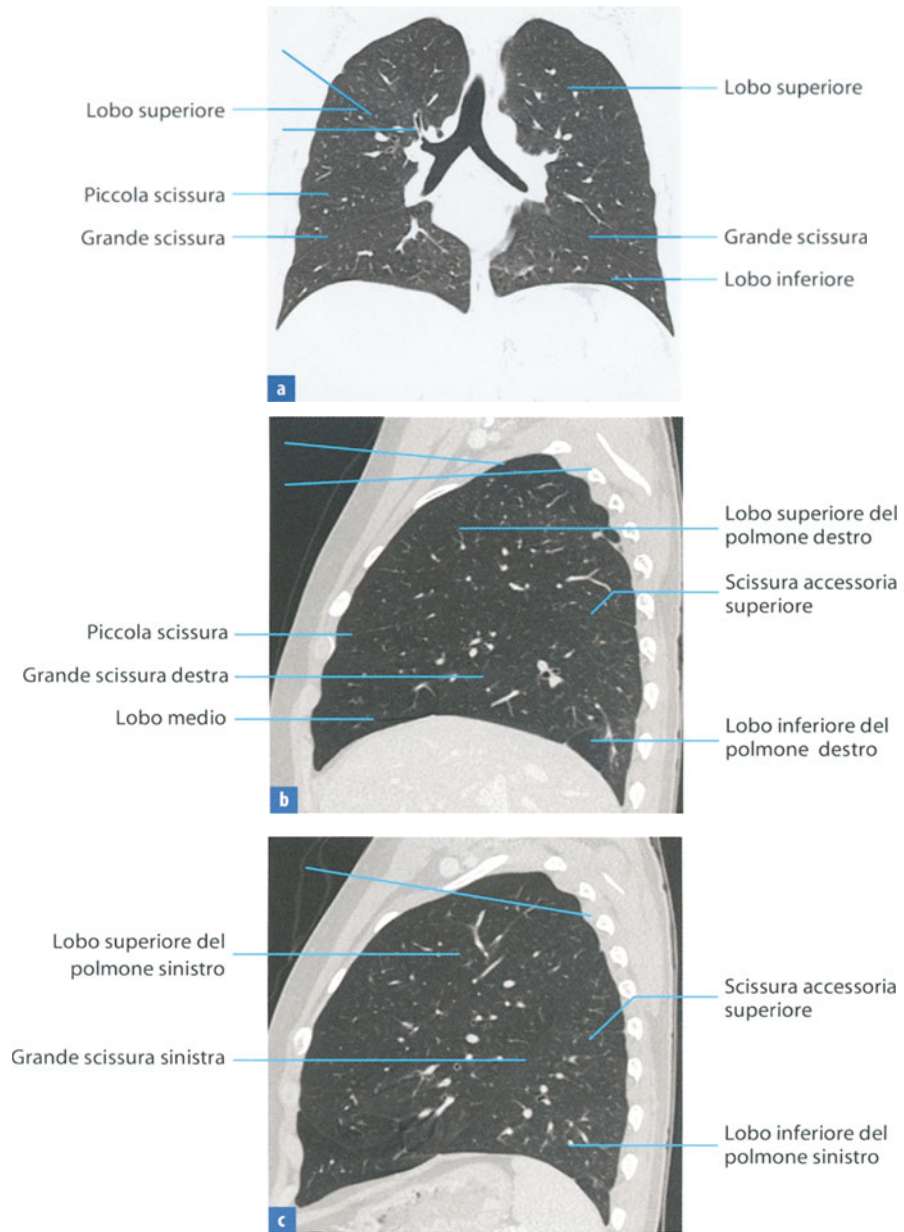 Lobo superiore
Piccola scissura
Grande scissura
Lobo superiore
Grande scissura
Lobo inferiore
a
Piccola scissura
Grande scissura destra
Lobo medio
Lobo superiore del
polmone destro
Scissura accessoria
superiore
Lobo inferiore del
polmone destro
b
Lobo superiore del
polmone sinistro
Grande scissura sinistra
Scissura accessoria
superiore
Lobo inferiore del
polmone sinistro
c